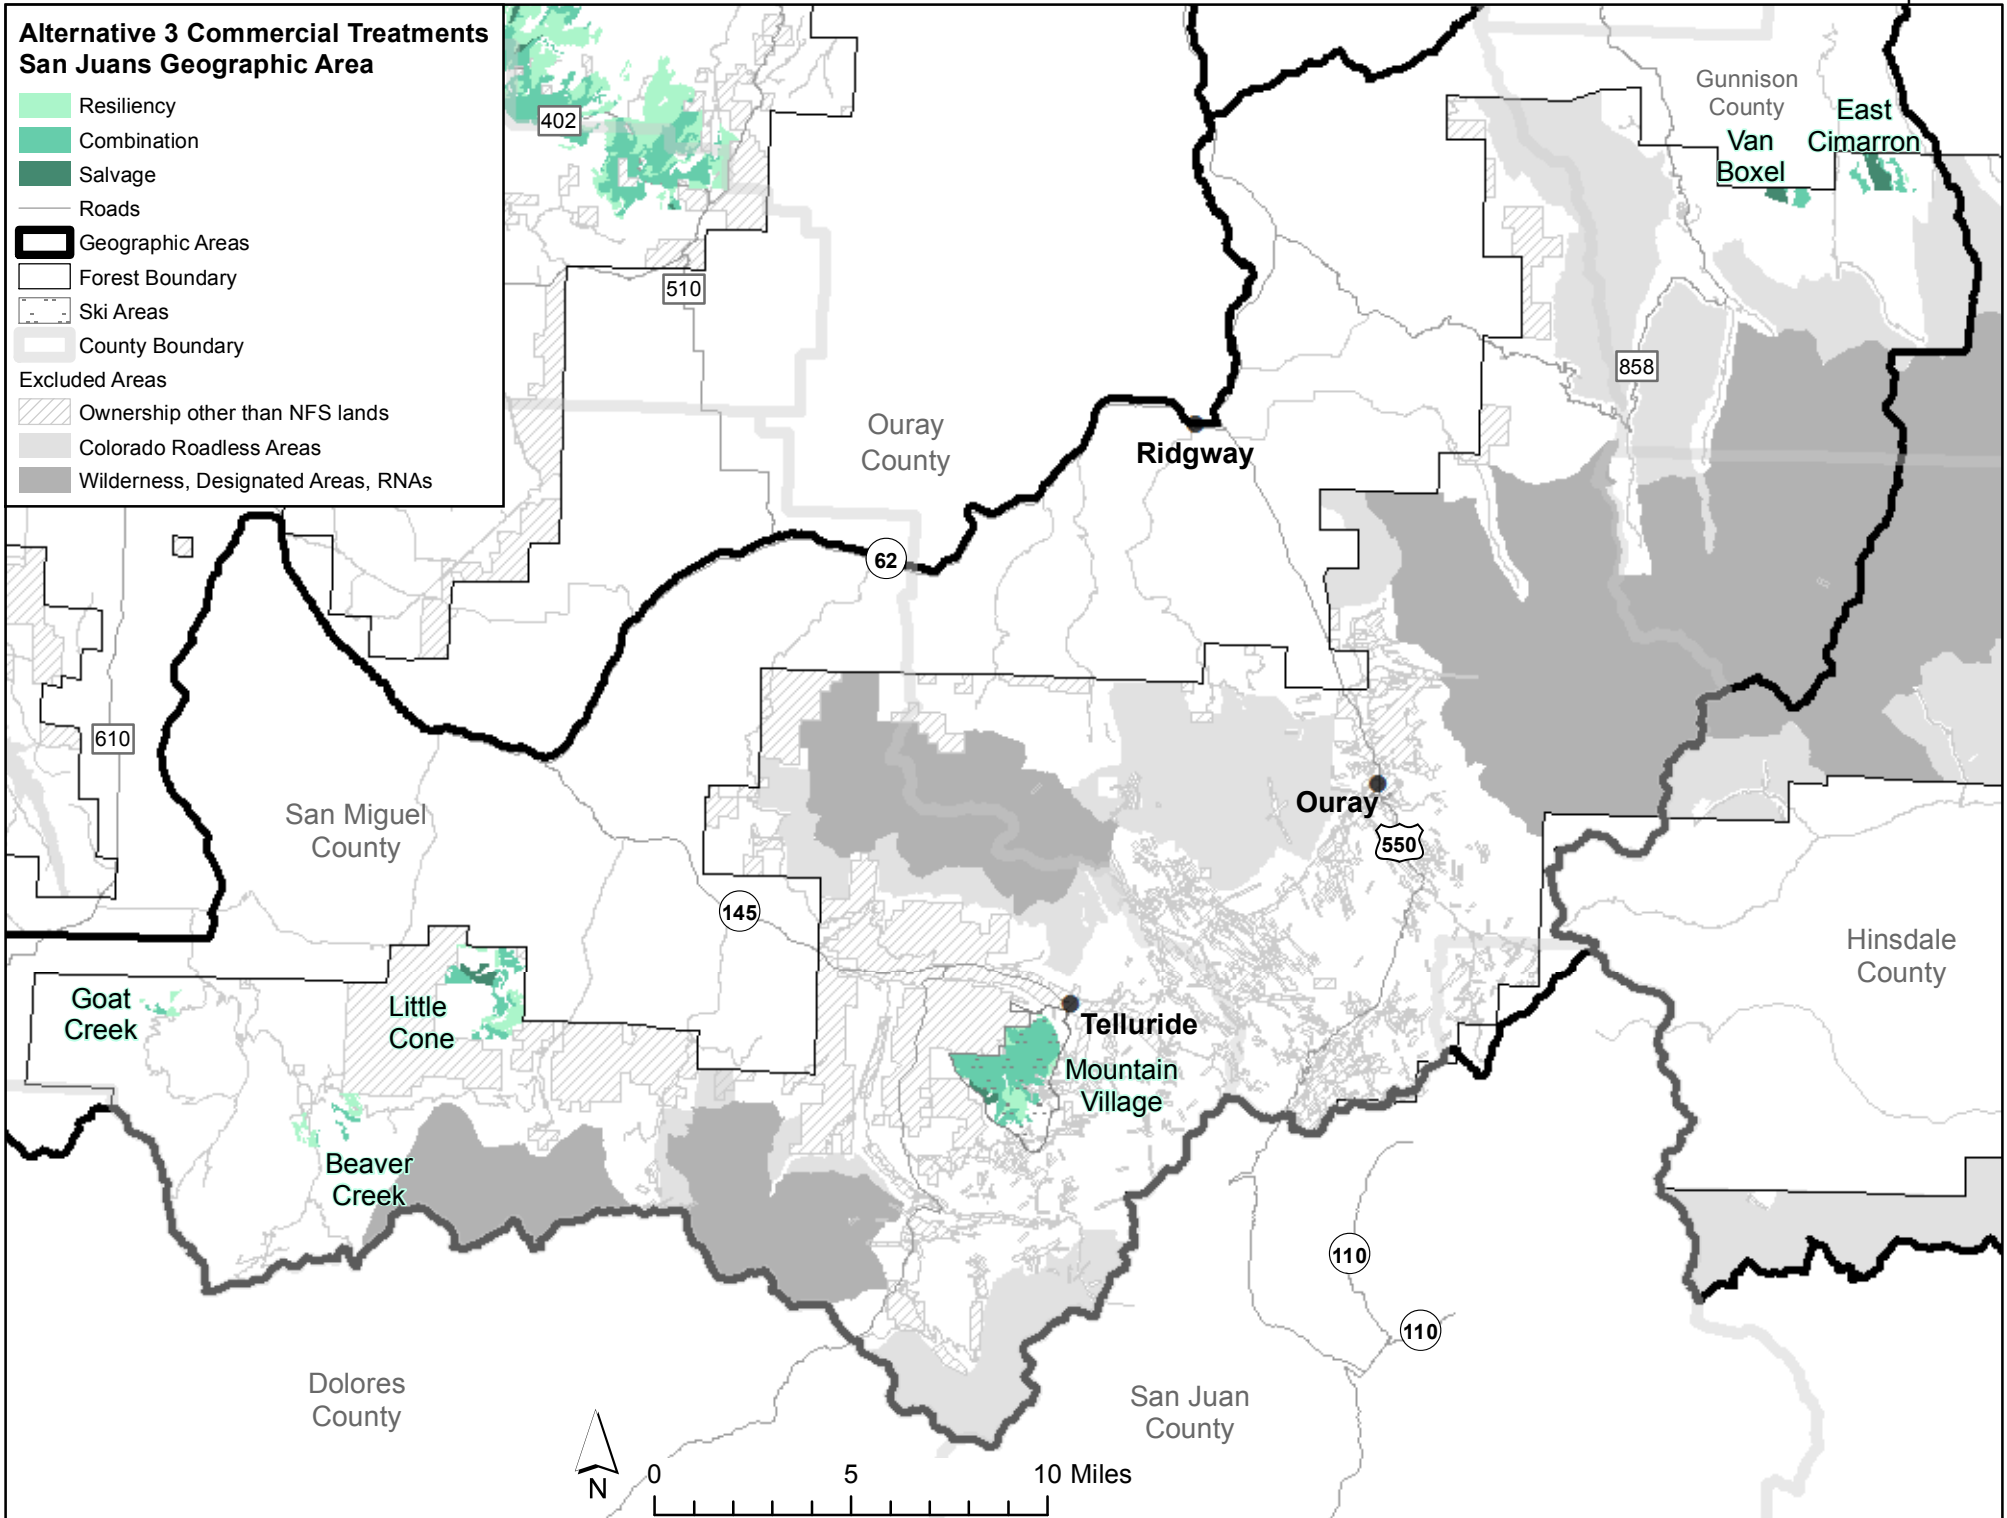 Alternative 3 Commercial Treatments
San Juans Geographic Area
Resiliency
Combination
Salvage
Roads
Geographic Areas
Forest Boundary
Ski Areas
County Boundary
Excluded Areas
Ownership other than NFS lands
Colorado Roadless Areas
Wilderness, Designated Areas, RNAs
402
510
Gunnison
County
East
Cimarron
Van
Boxel
858
Ouray
County
Ridgway
62
610
San Miguel
County
Ouray
550
145
Hinsdale
County
Goat
Creek
Little
Cone
Telluride
Mountain
Village
Beaver
Creek
110
110
Dolores
County
San Juan
County
N
0 5 10 Miles